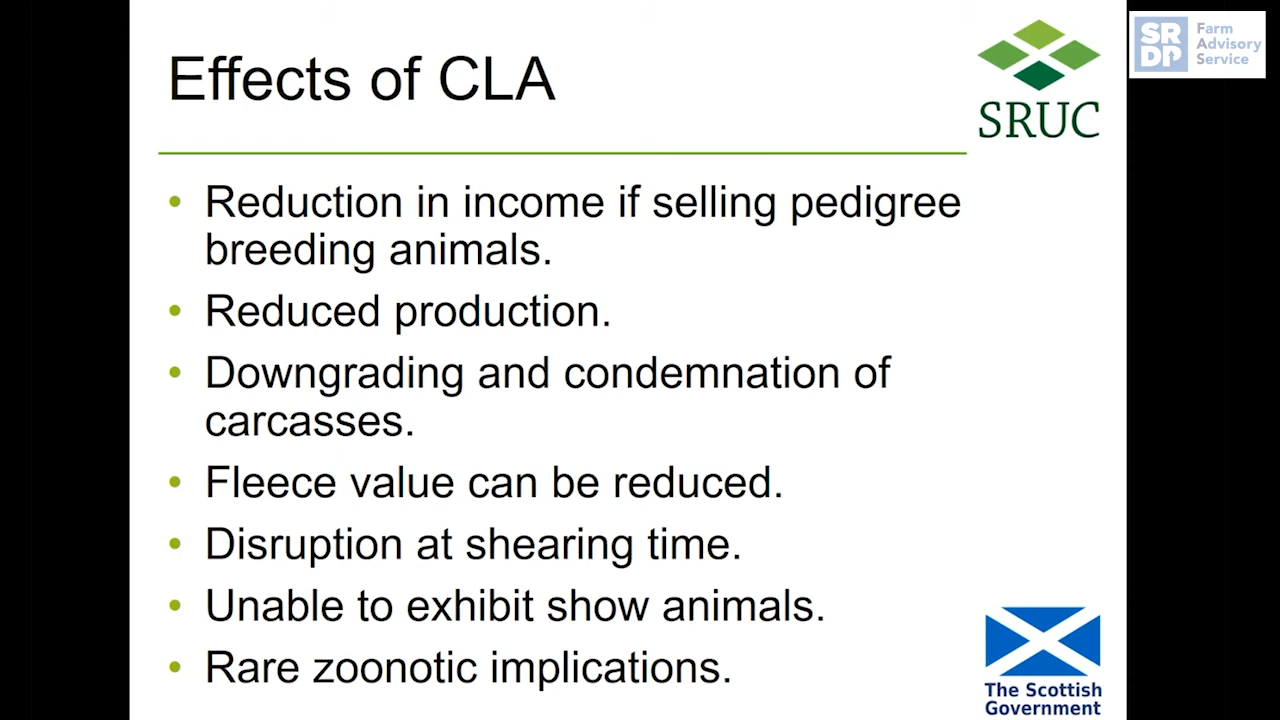 Effects of CLA
SRUC
SR
DP
Farm
Advisory
Service
• Reduction in income if selling pedigree
breeding animals.
• Reduced production.
• Downgrading and condemnation of
carcasses.
• Fleece value can be reduced.
• Disruption at shearing time.
• Unable to exhibit show animals.
• Rare zoonotic implications.
The Scottish
Government